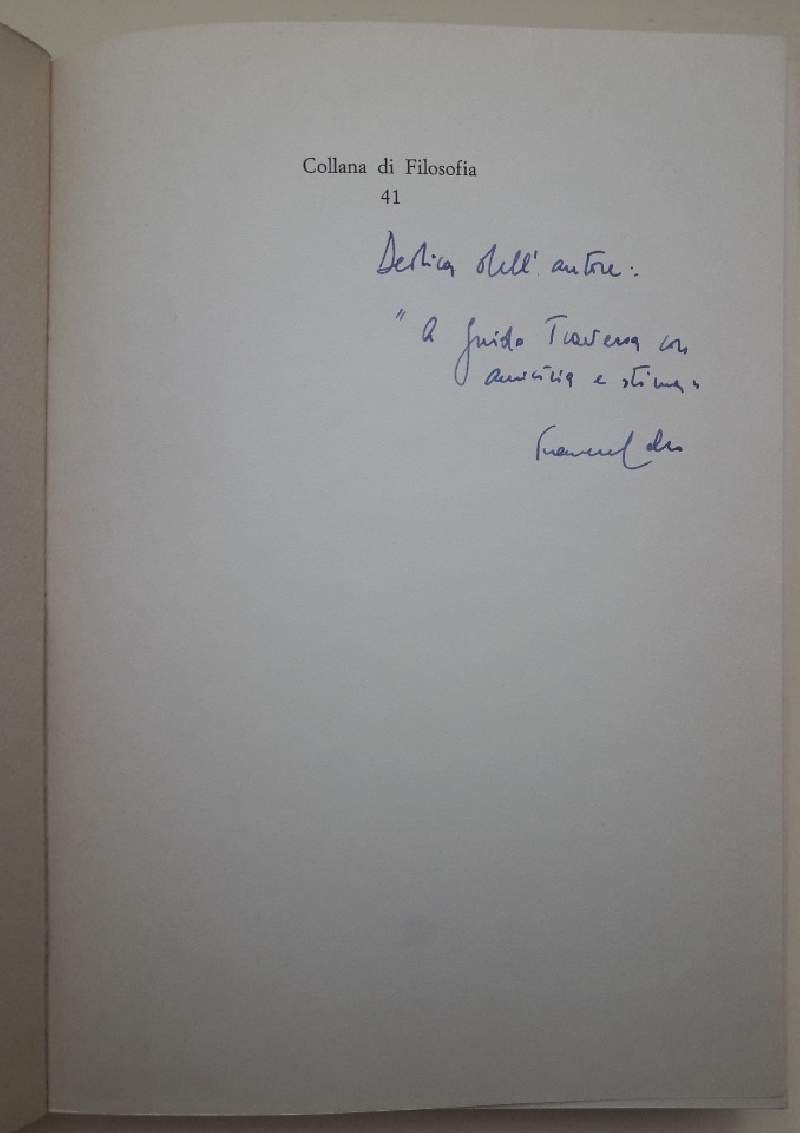 Collana di Filosofia
41
Dedica dell'autore:
"A Guido Traversa con
amicizia e stima"